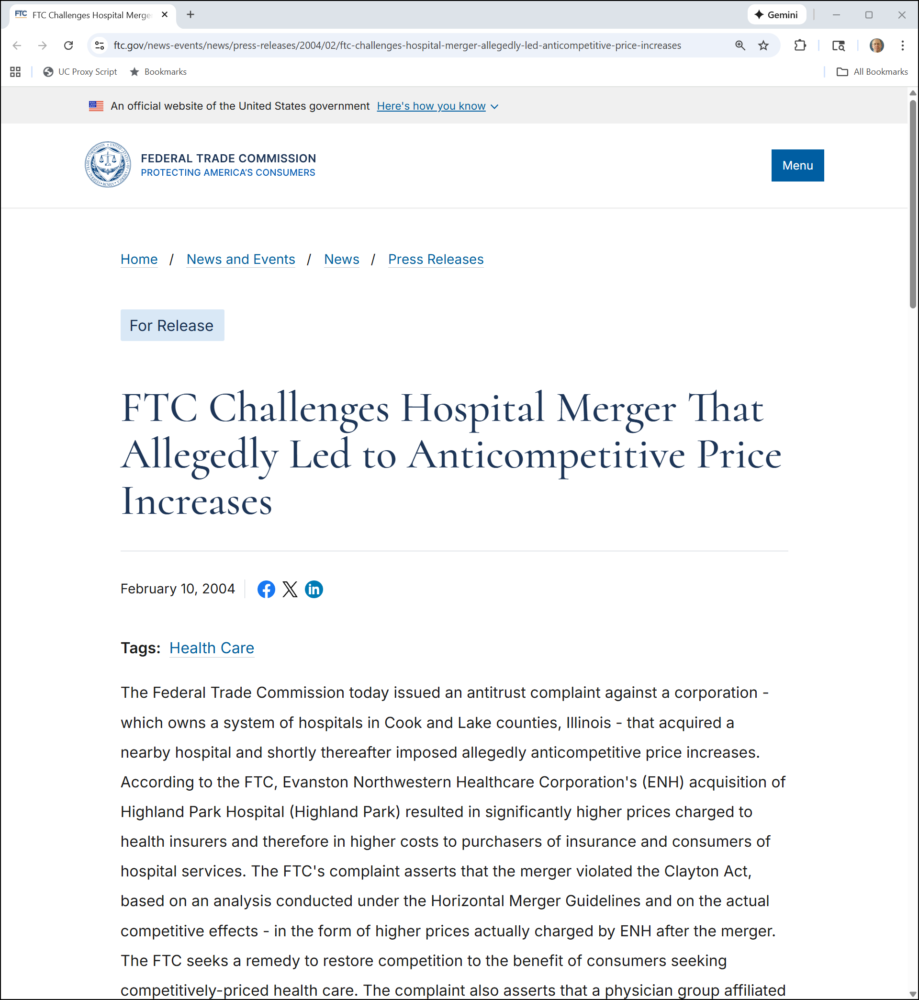 FTC Challenges Hospital Merge
Gemini
ftc.gov/news-events/news/press-releases/2004/02/ftc-challenges-hospital-merger-allegedly-led-anticompetitive-price-increases
UC Proxy Script
Bookmarks
All Bookmarks
An official website of the United States government Here's how you know
FEDERAL TRADE COMMISSION
PROTECTING AMERICA'S CONSUMERS
Menu
Home / News and Events / News / Press Releases
For Release
FTC Challenges Hospital Merger That
Allegedly Led to Anticompetitive Price
Increases
February 10, 2004
Tags: Health Care
The Federal Trade Commission today issued an antitrust complaint against a corporation -
which owns a system of hospitals in Cook and Lake counties, Illinois - that acquired a
nearby hospital and shortly thereafter imposed allegedly anticompetitive price increases.
According to the FTC, Evanston Northwestern Healthcare Corporation's (ENH) acquisition of
Highland Park Hospital (Highland Park) resulted in significantly higher prices charged to
health insurers and therefore in higher costs to purchasers of insurance and consumers of
hospital services. The FTC's complaint asserts that the merger violated the Clayton Act,
based on an analysis conducted under the Horizontal Merger Guidelines and on the actual
competitive effects - in the form of higher prices actually charged by ENH after the merger.
The FTC seeks a remedy to restore competition to the benefit of consumers seeking
competitively-priced health care. The complaint also asserts that a physician group affiliated